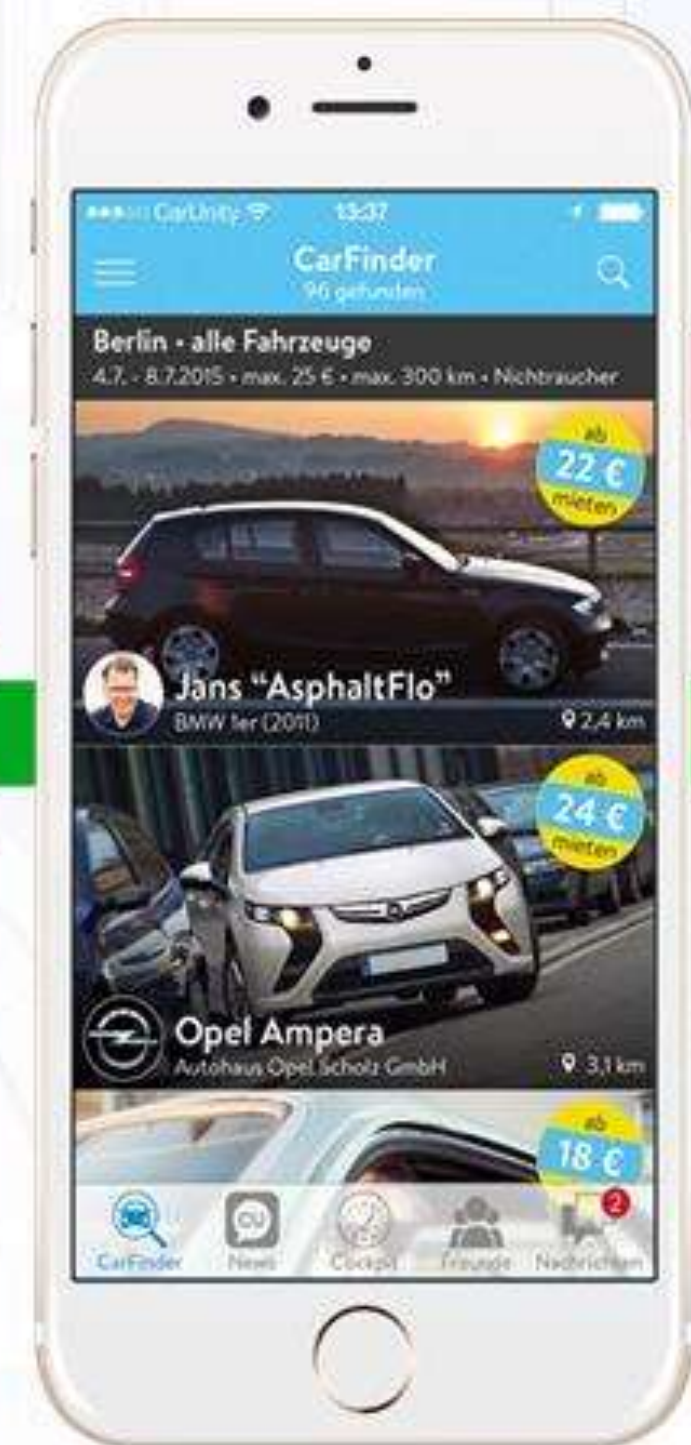 CarUnity 13:37
CarFinder
96 gefunden
Berlin • alle Fahrzeuge
4.7. - 8.7.2015 • max. 25 € • max. 300 km • Nichtraucher
ab
22 €
mieten
Jans “AsphaltFlo”
BMW 1er (2011)
2,4 km
ab
24 €
mieten
Opel Ampera
Autohaus Opel Scholz GmbH
3,1 km
ab
18 €
2
CU
CarFinder News Cockpit Freunde Nachrichten